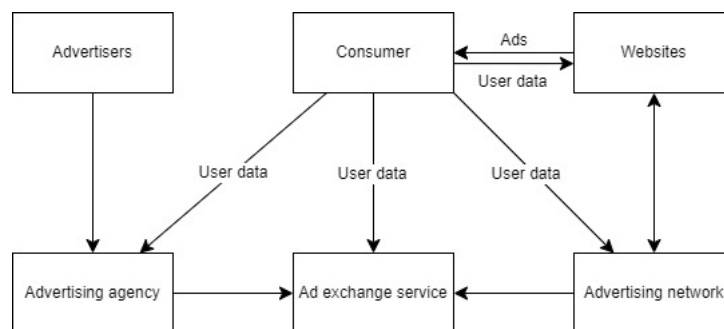 Advertisers
Consumer
Ads
User data
Websites
User data
User data
User data
Advertising agency
Ad exchange service
Advertising network